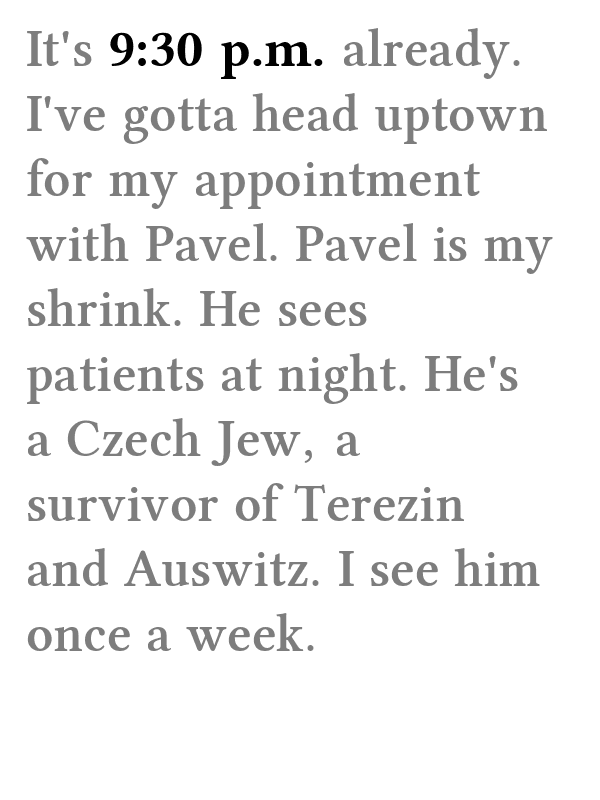 It's 9:30 p.m. already.
I've gotta head uptown
for my appointment
with Pavel. Pavel is my
shrink. He sees
patients at night. He's
a Czech Jew, a
survivor of Terezin
and Auswitz. I see him
once a week.